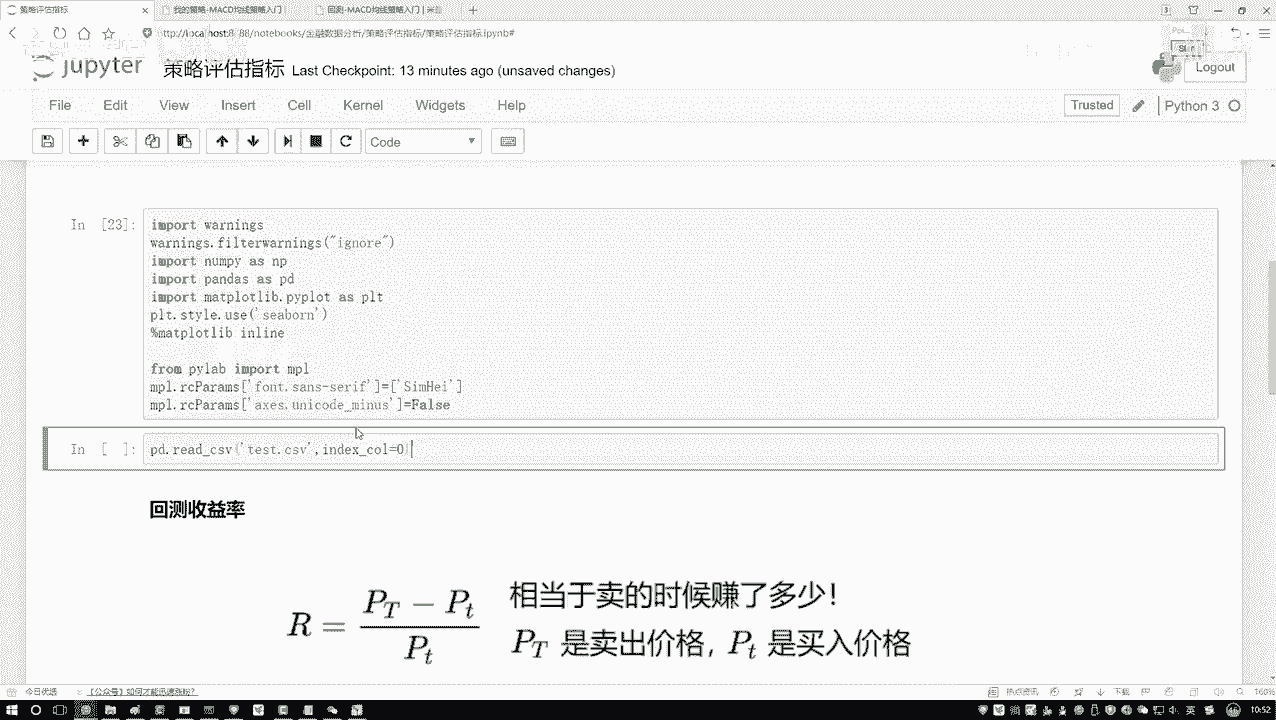 策略评估指标
我的策略-MACD均线策略入门
回测-MACD均线策略入门
ttp://localhost:8888/notebooks/金融数据分析/策略评估指标/策略评估指标.ipynb#
jupyter 策略评估指标 Last Checkpoint: 13 minutes ago (unsaved changes)
Logout
File Edit View Insert Cell Kernel Widgets Help
Trusted
Python 3
Code
In [23]:
import warnings
warnings.filterwarnings("ignore")
import numpy as np
import pandas as pd
import matplotlib.pyplot as plt
plt.style.use('seaborn')
%matplotlib inline
from pylab import mpl
mpl.rcParams['font.sans-serif']=['SimHei']
mpl.rcParams['axes.unicode_minus']=False
In [ ]:
pd.read_csv('test.csv',index_col=0)
回测收益率
R = (P_T − P_t) / P_t
相当于卖的时候赚了多少！
P_T 是卖出价格，P_t 是买入价格
今日优选
【公众号】如何才能迅速涨粉？
热点资讯
下载
160%
英
10:52